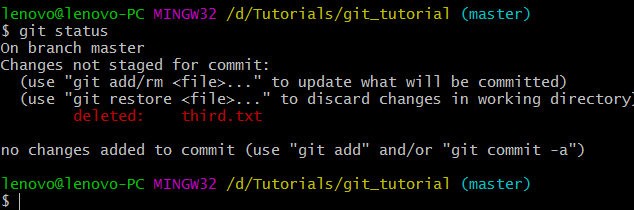 lenovo@lenovo-PC MINGW32 /d/Tutorials/git_tutorial (master)
$ git status
On branch master
Changes not staged for commit:
  (use "git add/rm <file>..." to update what will be committed)
  (use "git restore <file>..." to discard changes in working directory)
        deleted:    third.txt
no changes added to commit (use "git add" and/or "git commit -a")
lenovo@lenovo-PC MINGW32 /d/Tutorials/git_tutorial (master)
$